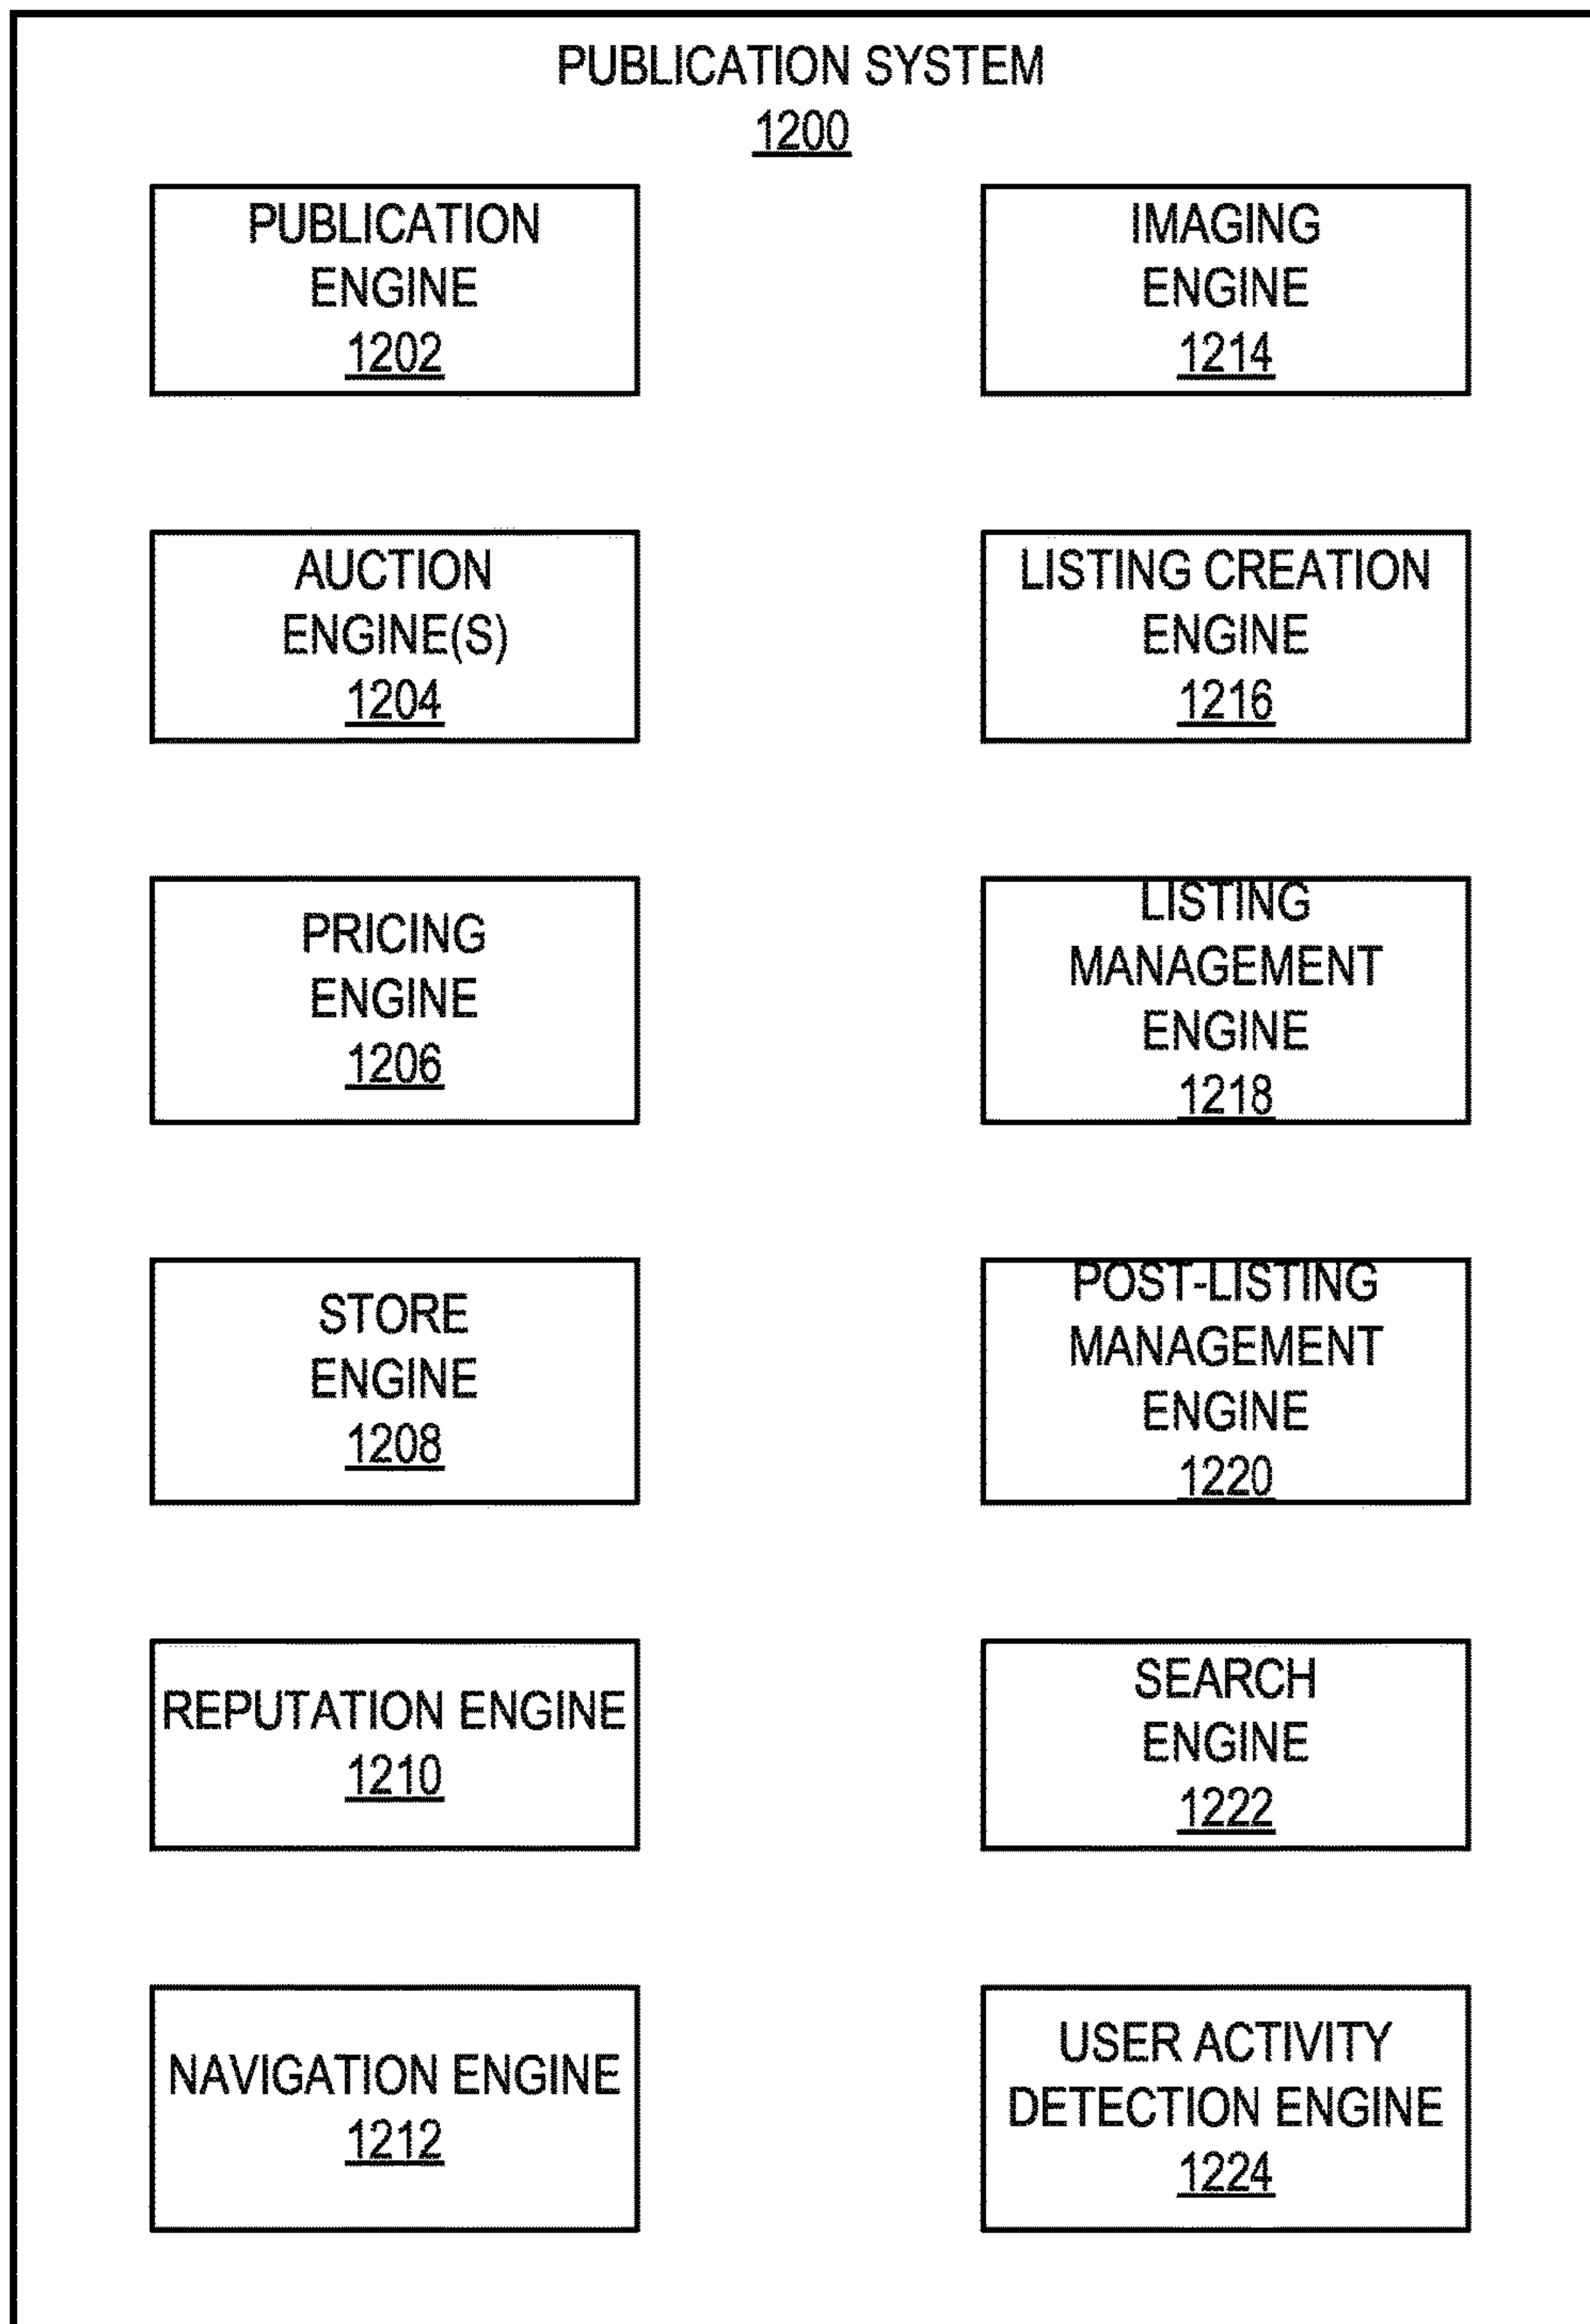 PUBLICATION SYSTEM
1200
PUBLICATION
ENGINE
1202
AUCTION
ENGINE(S)
1204
PRICING
ENGINE
1206
STORE
ENGINE
1208
REPUTATION ENGINE
1210
NAVIGATION ENGINE
1212
IMAGING
ENGINE
1214
LISTING CREATION
ENGINE
1216
LISTING
MANAGEMENT
ENGINE
1218
POST-LISTING
MANAGEMENT
ENGINE
1220
SEARCH
ENGINE
1222
USER ACTIVITY
DETECTION ENGINE
1224